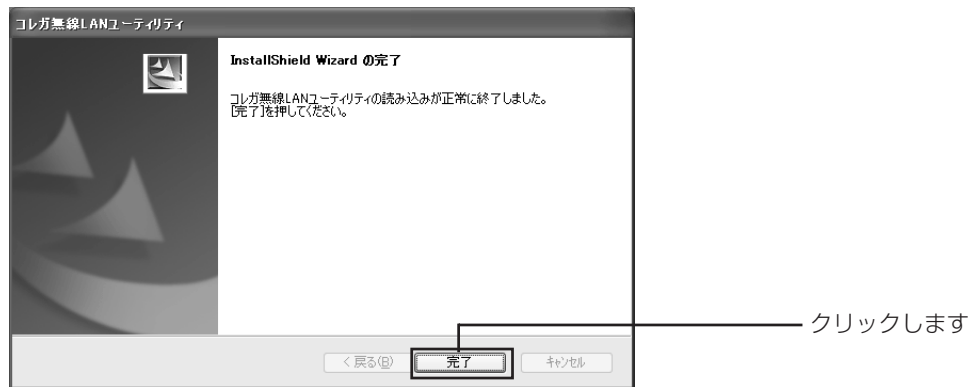 コレガ無線LANユーティリティ
InstallShield Wizard の完了
コレガ無線LANユーティリティの読み込みが正常に終了しました。
[完了]を押してください。
クリックします
< 戻る(B)
完了
キャンセル